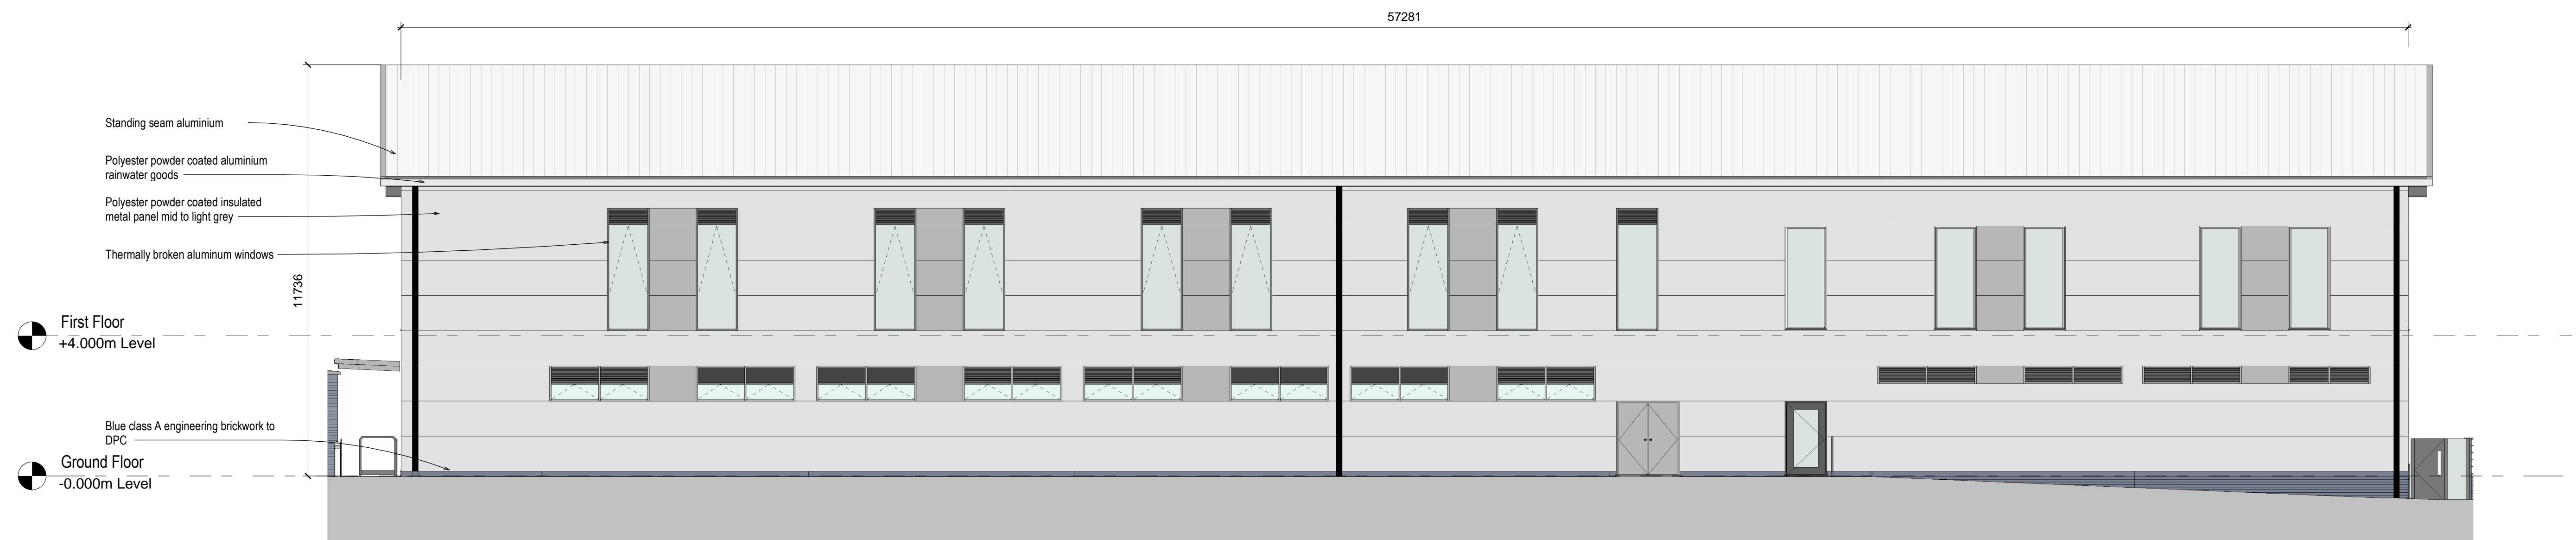 57281
Standing seam aluminium
Polyester powder coated aluminium
rainwater goods
Polyester powder coated insulated
metal panel mid to light grey
Thermally broken aluminum windows
11736
First Floor
+4.000m Level
Blue class A engineering brickwork to
DPC
Ground Floor
-0.000m Level